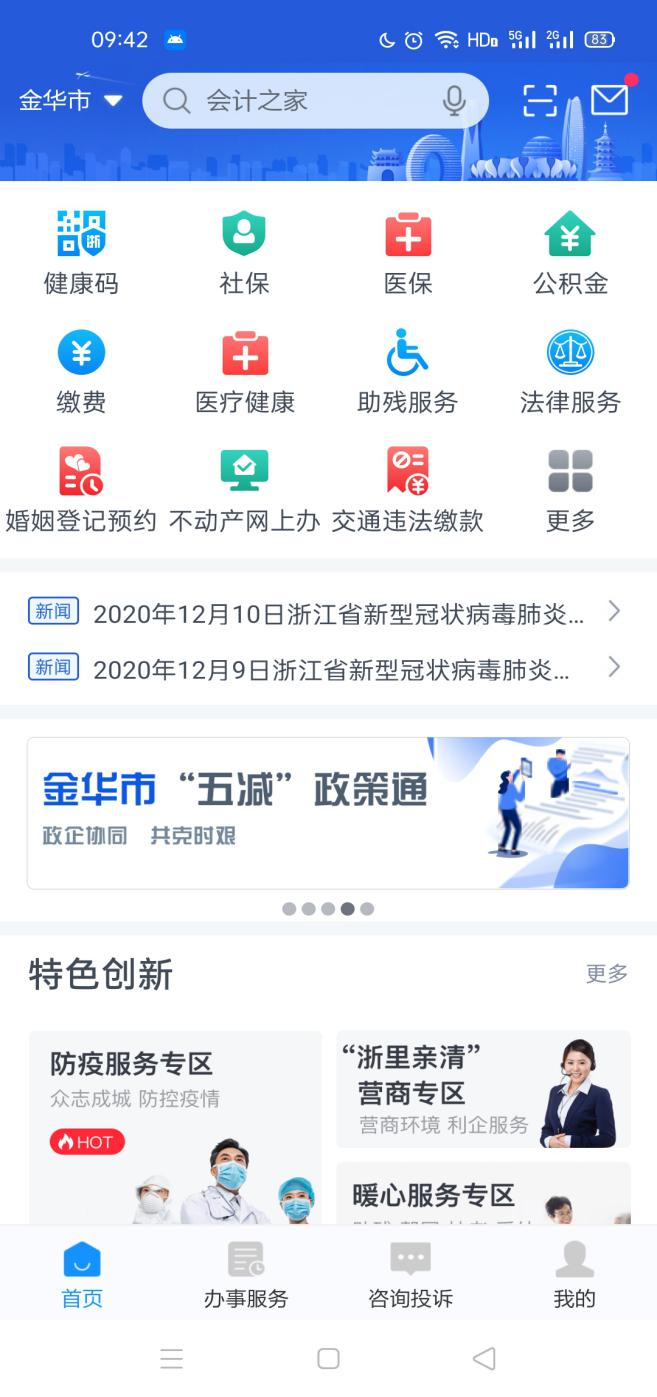 09:42
HD 5G 2G 83
金华市 会计之家
浙
健康码 社保 医保 公积金
缴费 医疗健康 助残服务 法律服务
婚姻登记预约 不动产网上办 交通违法缴款 更多
新闻 2020年12月10日浙江省新型冠状病毒肺炎...
新闻 2020年12月9日浙江省新型冠状病毒肺炎...
金华市“五减”政策通
政企协同 共克时艰
特色创新 更多
防疫服务专区
众志成城 防控疫情
HOT
“浙里亲清”
营商专区
营商环境 利企服务
暖心服务专区
首页 办事服务 咨询投诉 我的